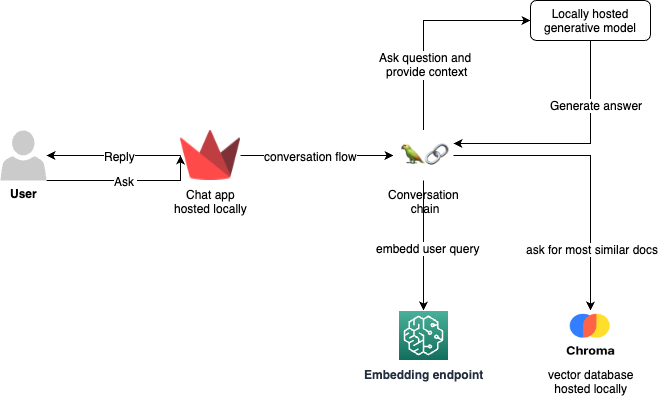 Locally hosted
generative model
Ask question and
provide context
Generate answer
Reply
Ask
User
Chat app
hosted locally
conversation flow
Conversation
chain
embedd user query
ask for most similar docs
Embedding endpoint
Chroma
vector database
hosted locally